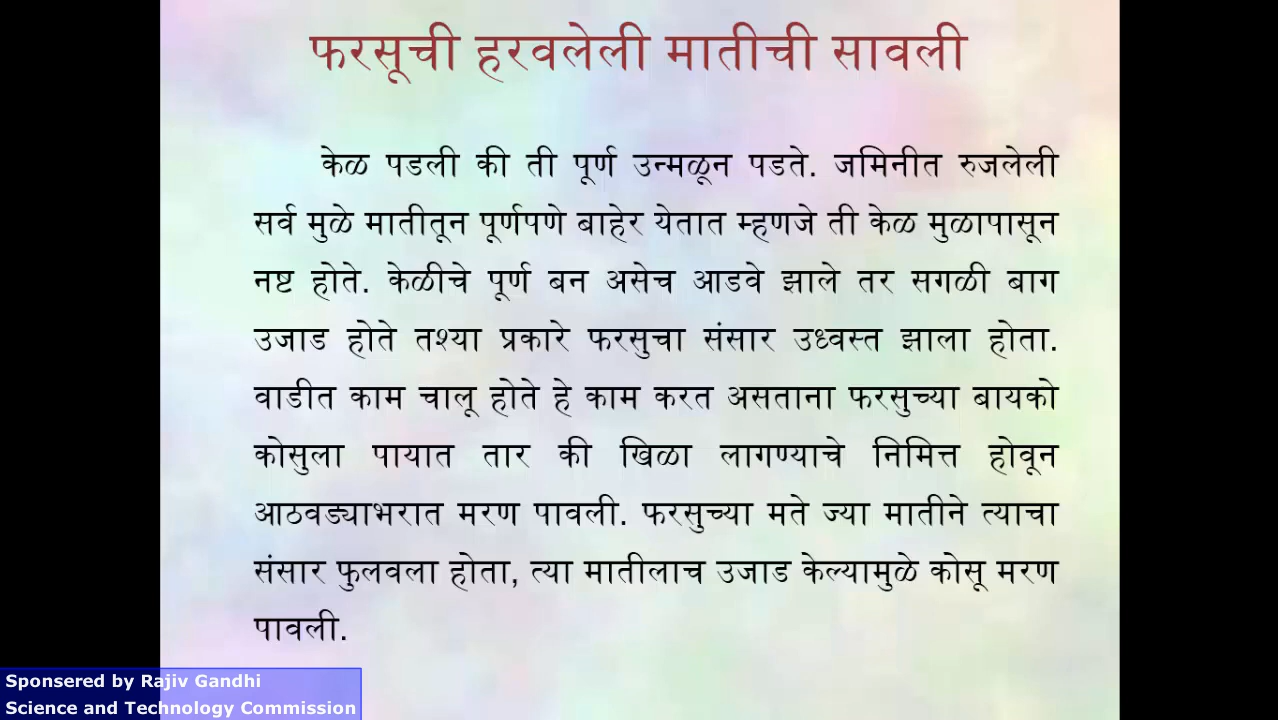 फरसूची हरवलेली मातीची सावली
केळ पडली की ती पूर्ण उन्मळून पडते. जमिनीत रुजलेली
सर्व मुळे मातीतून पूर्णपणे बाहेर येतात म्हणजे ती केळ मुळापासून
नष्ट होते. केळीचे पूर्ण बन असेच आडवे झाले तर सगळी बाग
उजाड होते तश्या प्रकारे फरसुचा संसार उध्वस्त झाला होता.
वाडीत काम चालू होते हे काम करत असताना फरसुच्या बायको
कोसुला पायात तार की खिळा लागण्याचे निमित्त होवून
आठवड्याभरात मरण पावली. फरसुच्या मते ज्या मातीने त्याचा
संसार फुलवला होता, त्या मातीलाच उजाड केल्यामुळे कोसू मरण
पावली.
Sponsered by Rajiv Gandhi
Science and Technology Commission